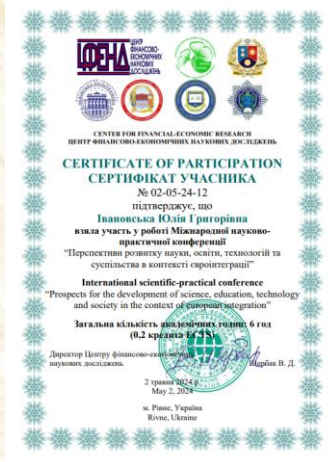 ЦФЕНД
ЦЕНТР
ФІНАНСОВО-
ЕКОНОМІЧНИХ
НАУКОВИХ
ДОСЛІДЖЕНЬ
CENTER FOR FINANCIAL-ECONOMIC RESEARCH
ЦЕНТР ФІНАНСОВО-ЕКОНОМІЧНИХ НАУКОВИХ ДОСЛІДЖЕНЬ
CERTIFICATE OF PARTICIPATION
СЕРТИФІКАТ УЧАСНИКА
№ 02-05-24-12
підтверджує, що
Івановська Юлія Григорівна
взяла участь у роботі Міжнародної науково-
практичної конференції
“Перспективи розвитку науки, освіти, технологій та
суспільства в контексті євроінтеграції”
International scientific-practical conference
“Prospects for the development of science, education, technology
and society in the context of european integration”
Загальна кількість академічних годин: 6 год
(0,2 кредита ECTS)
Директор Центру фінансово-економічних
наукових досліджень
Щербак В. Д.
2 травня 2024 р.
May 2, 2024
м. Рівне, Україна
Rivne, Ukraine